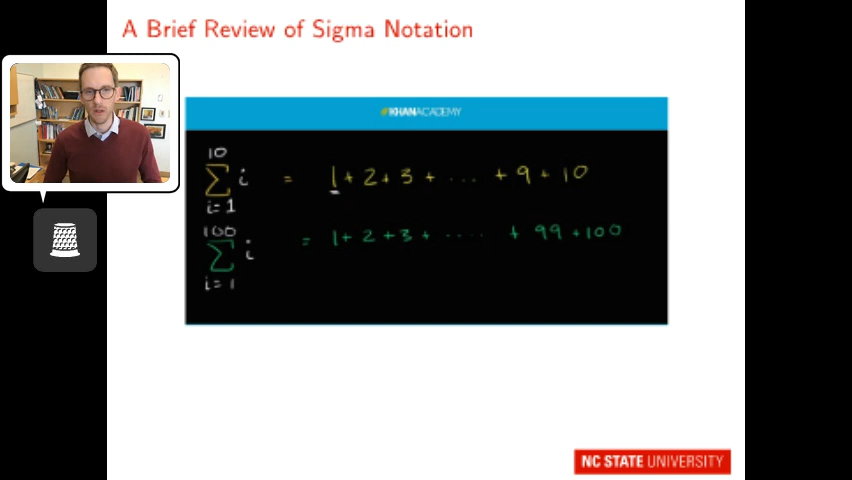 A Brief Review of Sigma Notation
KHANACADEMY
10
∑ i = 1 + 2 + 3 + ... + 9 + 10
i = 1
100
∑ i = 1 + 2 + 3 + .... + 99 + 100
i = 1
NC STATE UNIVERSITY